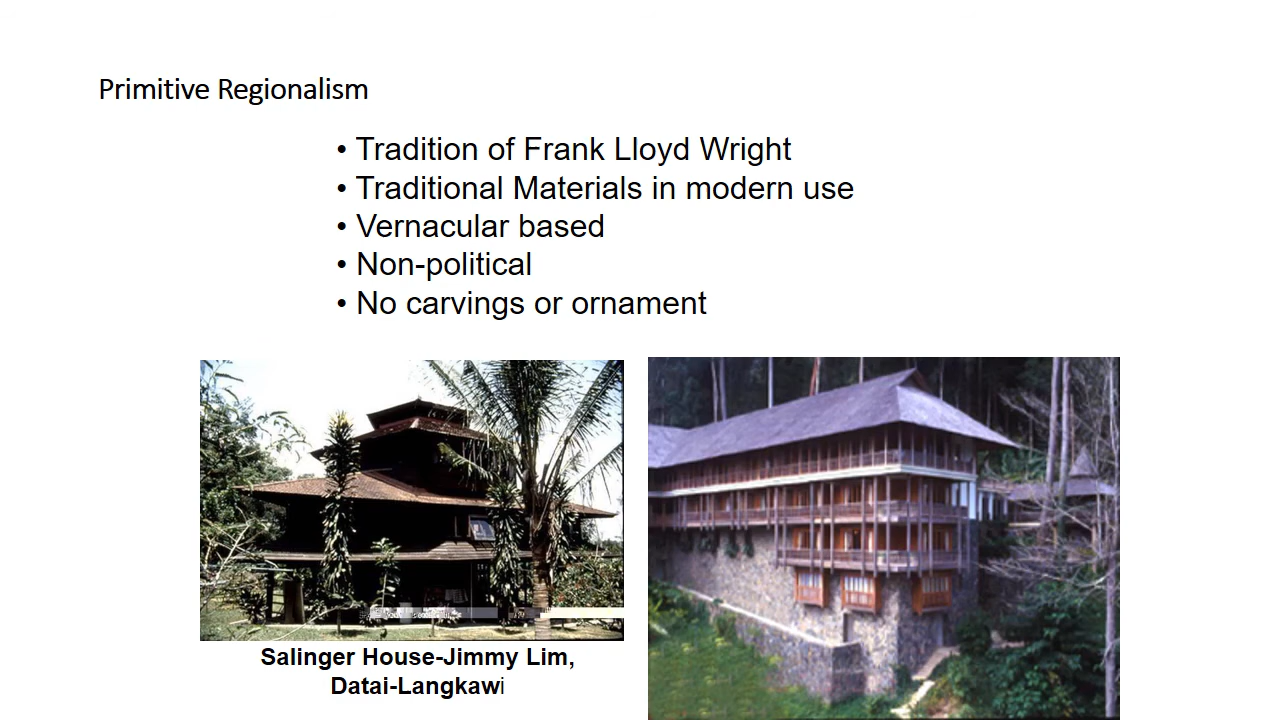 Primitive Regionalism
• Tradition of Frank Lloyd Wright
• Traditional Materials in modern use
• Vernacular based
• Non-political
• No carvings or ornament
Salinger House-Jimmy Lim,
Datai-Langkawi